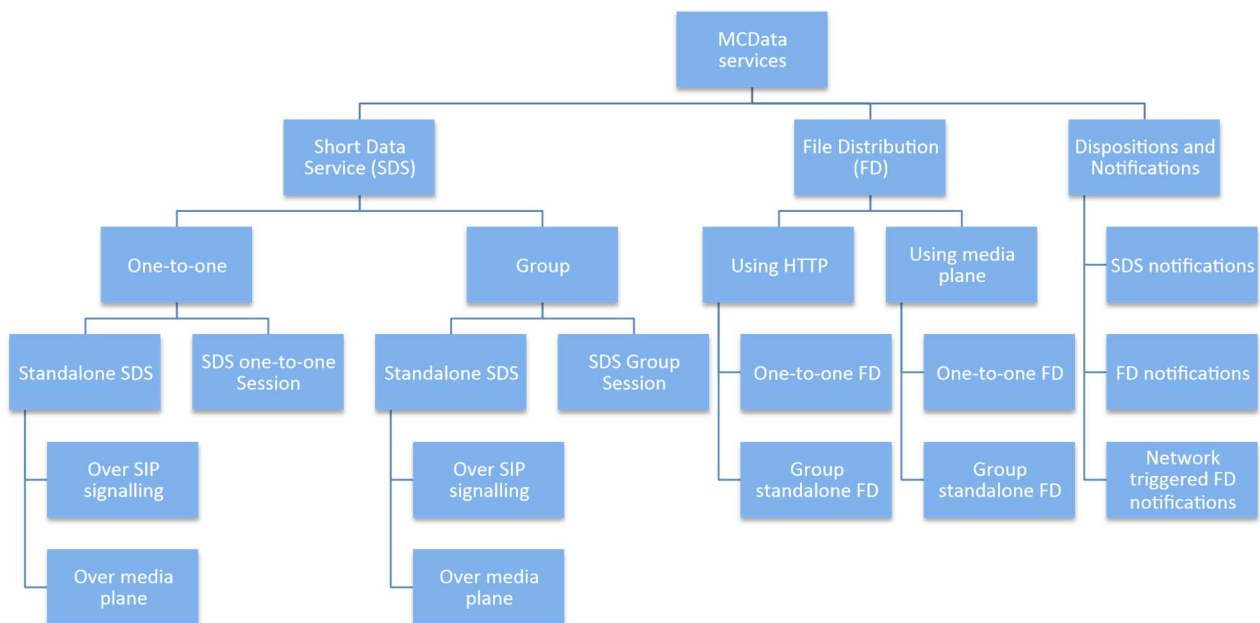 MCData
services
Short Data
Service (SDS)
File Distribution
(FD)
Dispositions and
Notifications
One-to-one
Group
Using HTTP
Using media
plane
SDS notifications
Standalone SDS
SDS one-to-one
Session
Standalone SDS
SDS Group
Session
One-to-one FD
One-to-one FD
FD notifications
Over SIP
signalling
Over SIP
signalling
Group
standalone FD
Group
standalone FD
Network
triggered FD
notifications
Over media
plane
Over media
plane